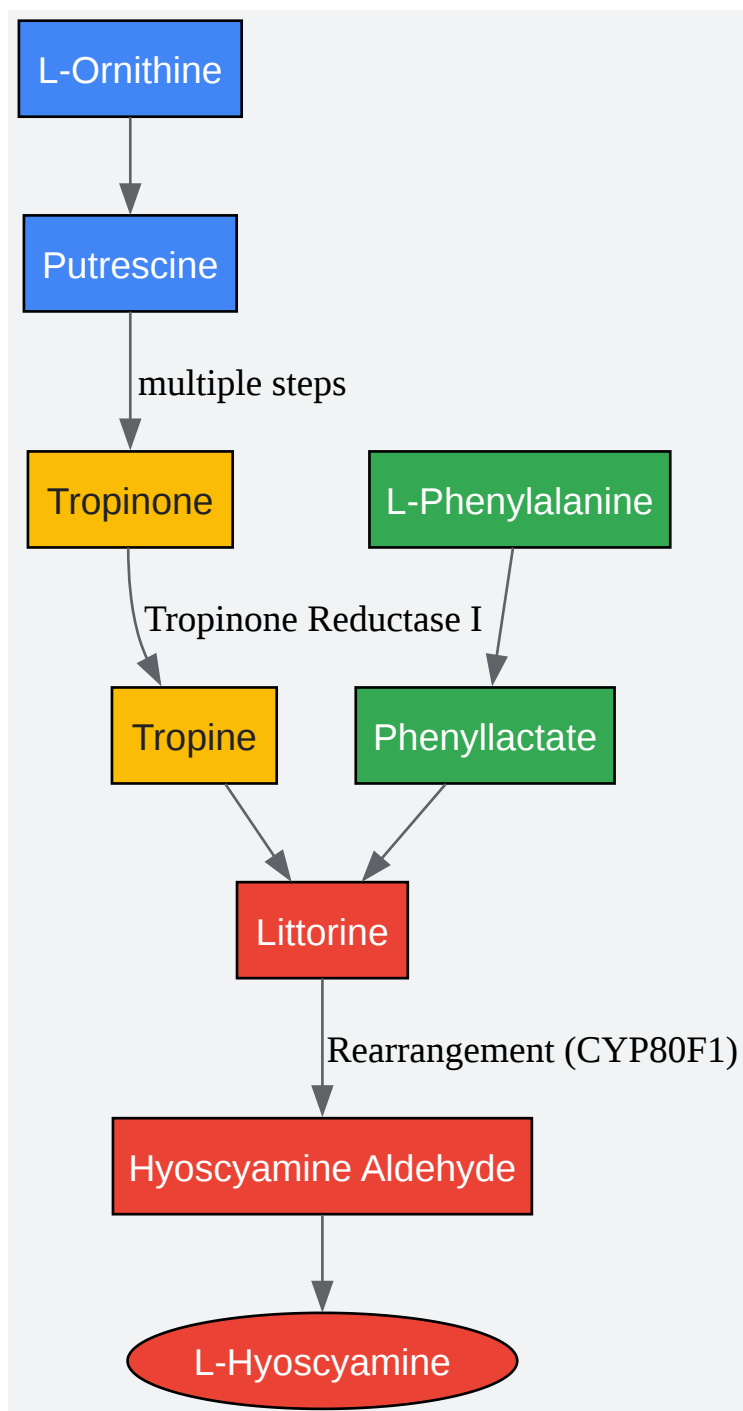 L-Ornithine
Putrescine
multiple steps
Tropinone
L-Phenylalanine
Tropinone Reductase I
Tropine
Phenyllactate
Littorine
Rearrangement (CYP80F1)
Hyoscyamine Aldehyde
L-Hyoscyamine